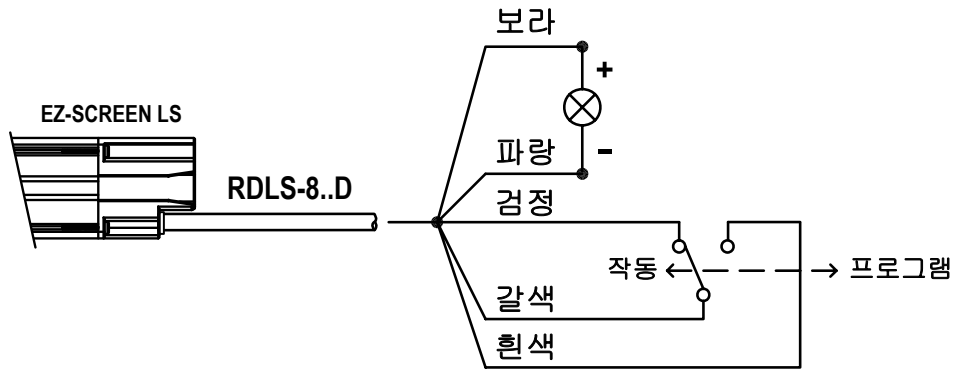 보라
+
EZ-SCREEN LS
파랑
-
RDLS-8..D
검정
작동
프로그램
갈색
흰색